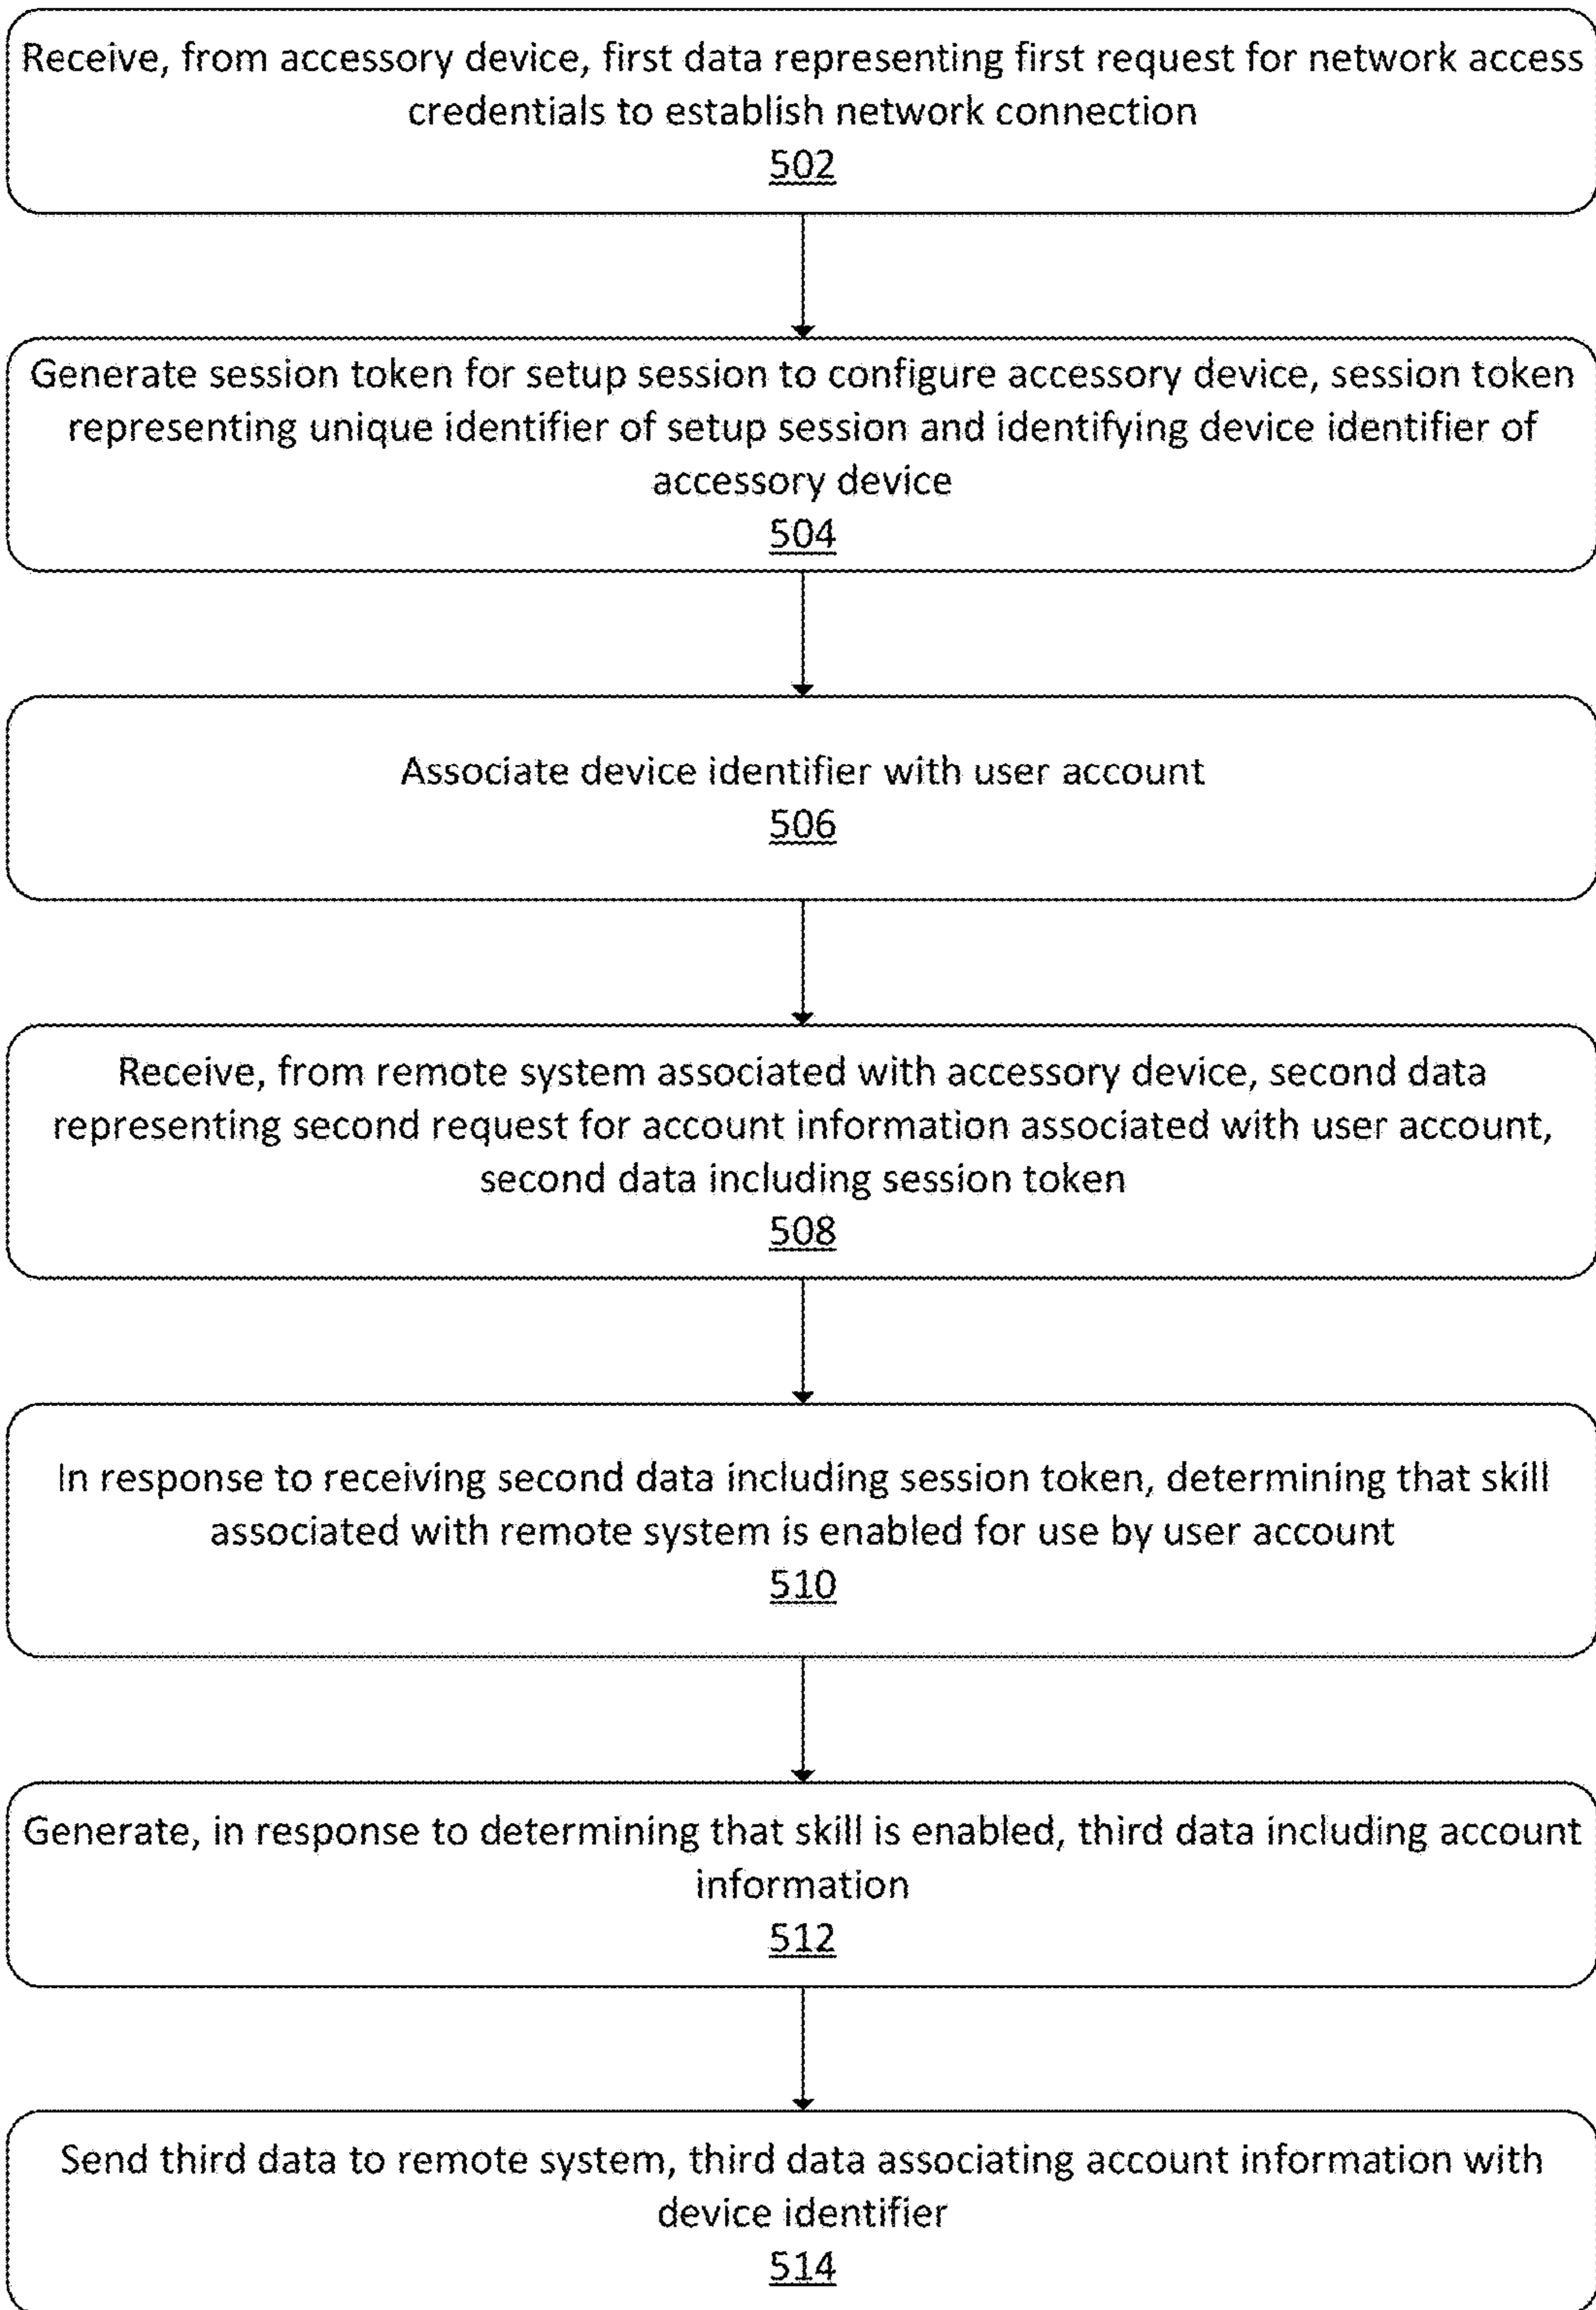 Receive, from accessory device, first data representing first request for network access
credentials to establish network connection
502
Generate session token for setup session to configure accessory device, session token
representing unique identifier of setup session and identifying device identifier of
accessory device
504
Associate device identifier with user account
506
Receive, from remote system associated with accessory device, second data
representing second request for account information associated with user account,
second data including session token
508
In response to receiving second data including session token, determining that skill
associated with remote system is enabled for use by user account
510
Generate, in response to determining that skill is enabled, third data including account
information
512
Send third data to remote system, third data associating account information with
device identifier
514